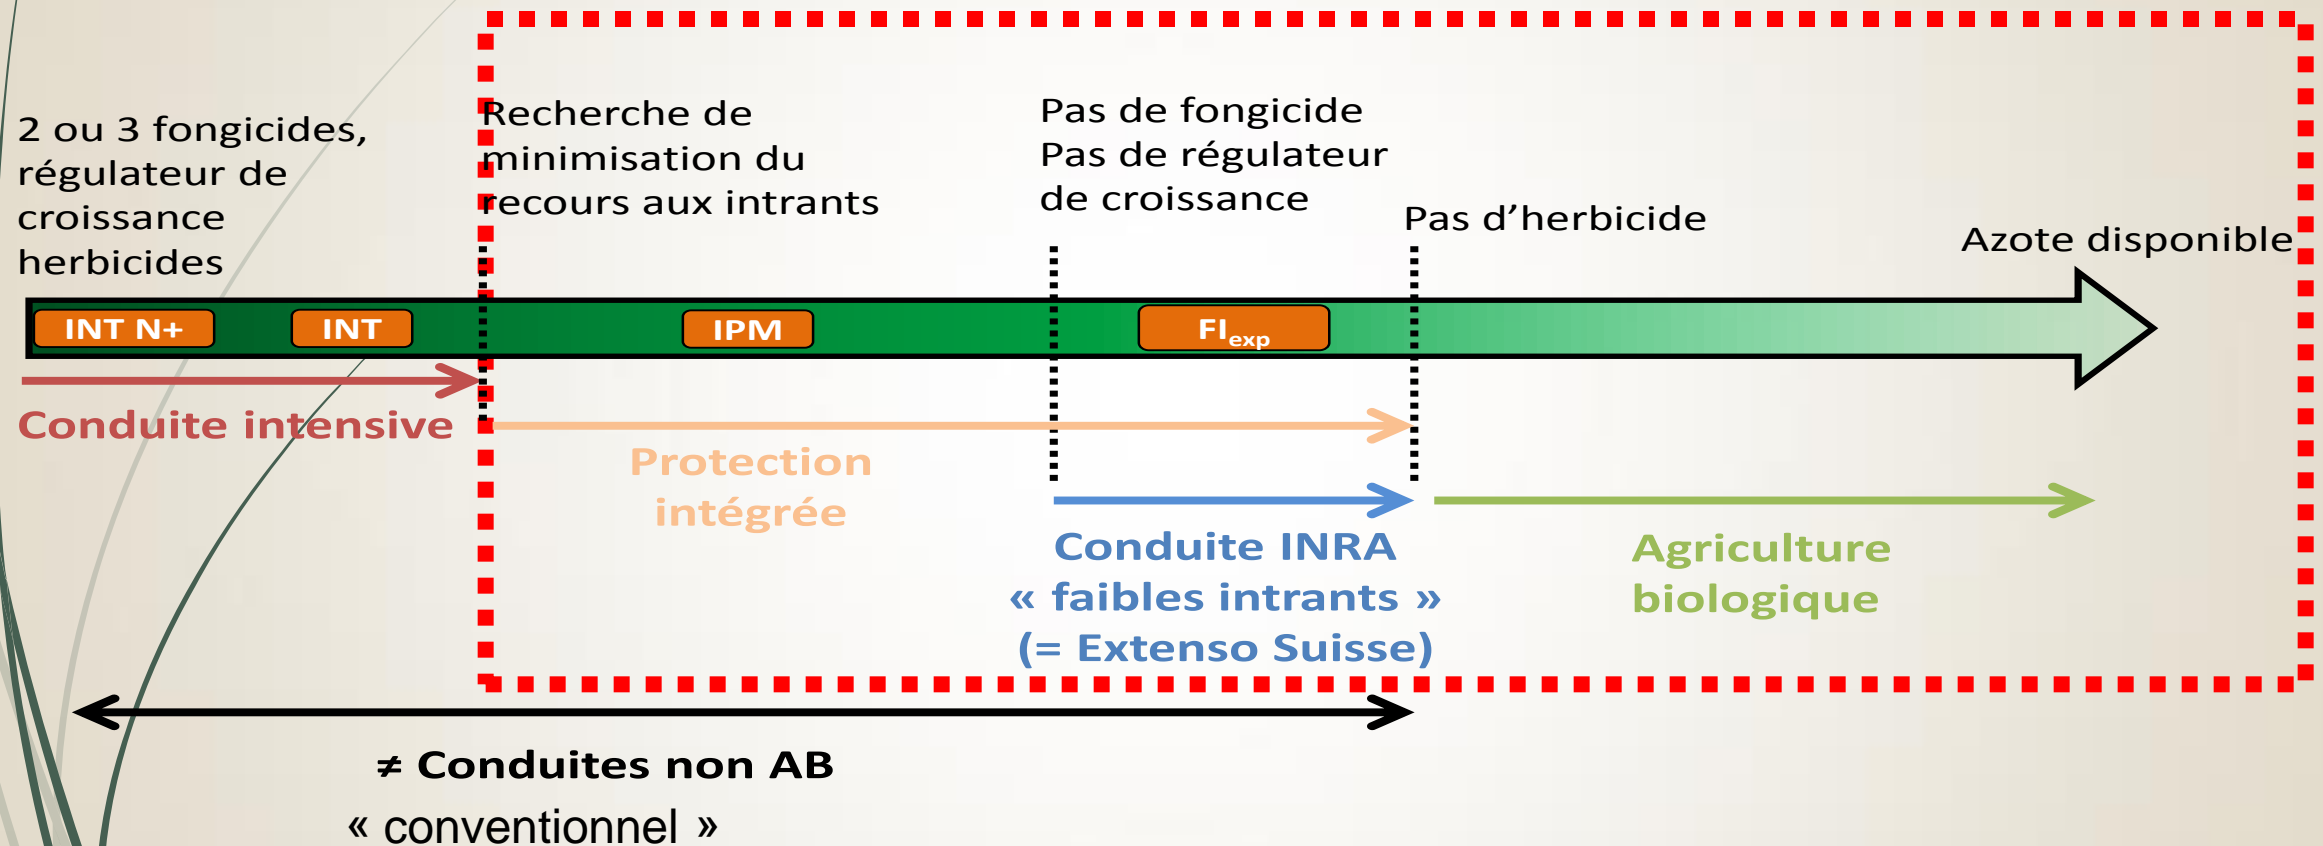 2 ou 3 fongicides,
régulateur de
croissance
herbicides
Recherche de
minimisation du
recours aux intrants
Pas de fongicide
Pas de régulateur
de croissance
Pas d’herbicide
Azote disponible
INT N+
INT
IPM
FIexp
Conduite intensive
Protection
intégrée
Conduite INRA
« faibles intrants »
(= Extenso Suisse)
Agriculture
biologique
≠ Conduites non AB
« conventionnel »